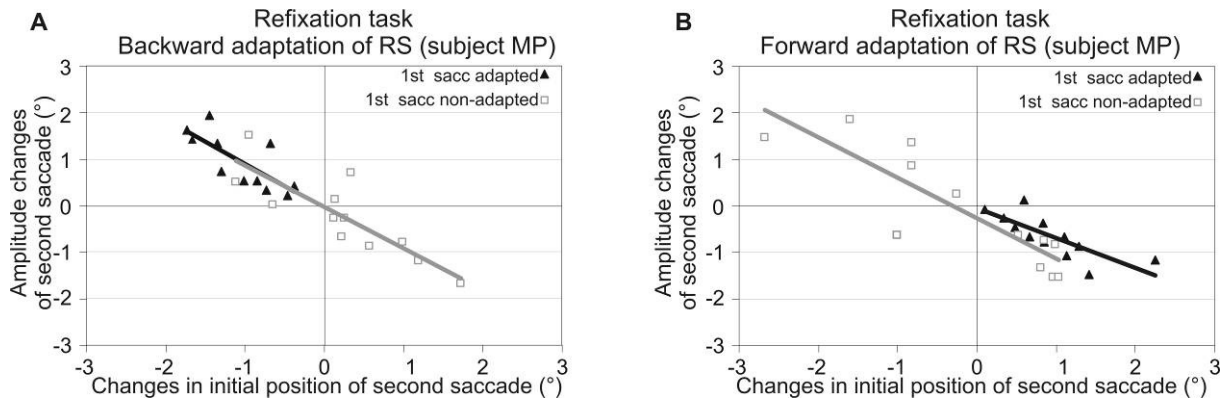 A
Refixation task
Backward adaptation of RS (subject MP)
1st sacc adapted
1st sacc non-adapted
Amplitude changes
of second saccade (°)
3
2
1
0
-1
-2
-3
-3
-2
-1
0
1
2
3
Changes in initial position of second saccade (°)
B
Refixation task
Forward adaptation of RS (subject MP)
1st sacc adapted
1st sacc non-adapted
Amplitude changes
of second saccade (°)
3
2
1
0
-1
-2
-3
-3
-2
-1
0
1
2
3
Changes in initial position of second saccade (°)